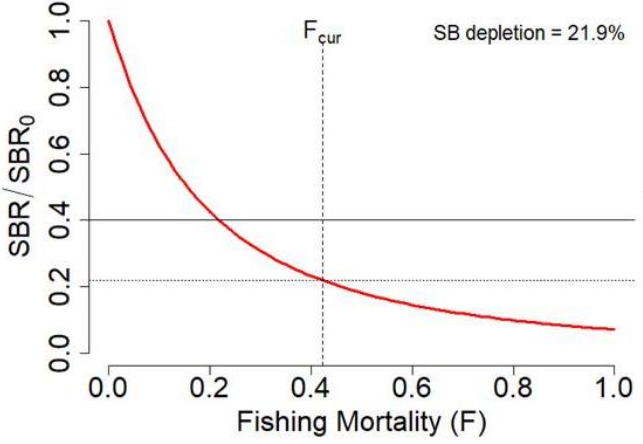 F_cur
SB depletion = 21.9%
SBR / SBR₀
1.0
0.8
0.6
0.4
0.2
0.0
0.0 0.2 0.4 0.6 0.8 1.0
Fishing Mortality (F)